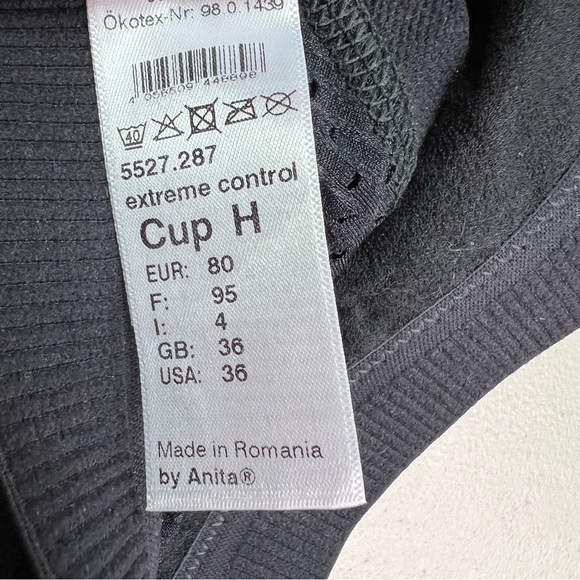 Ökotex-Nr: 98.0.1439
40
5527.287
extreme control
Cup H
EUR: 80
F: 95
I: 4
GB: 36
USA: 36
Made in Romania
by Anita®